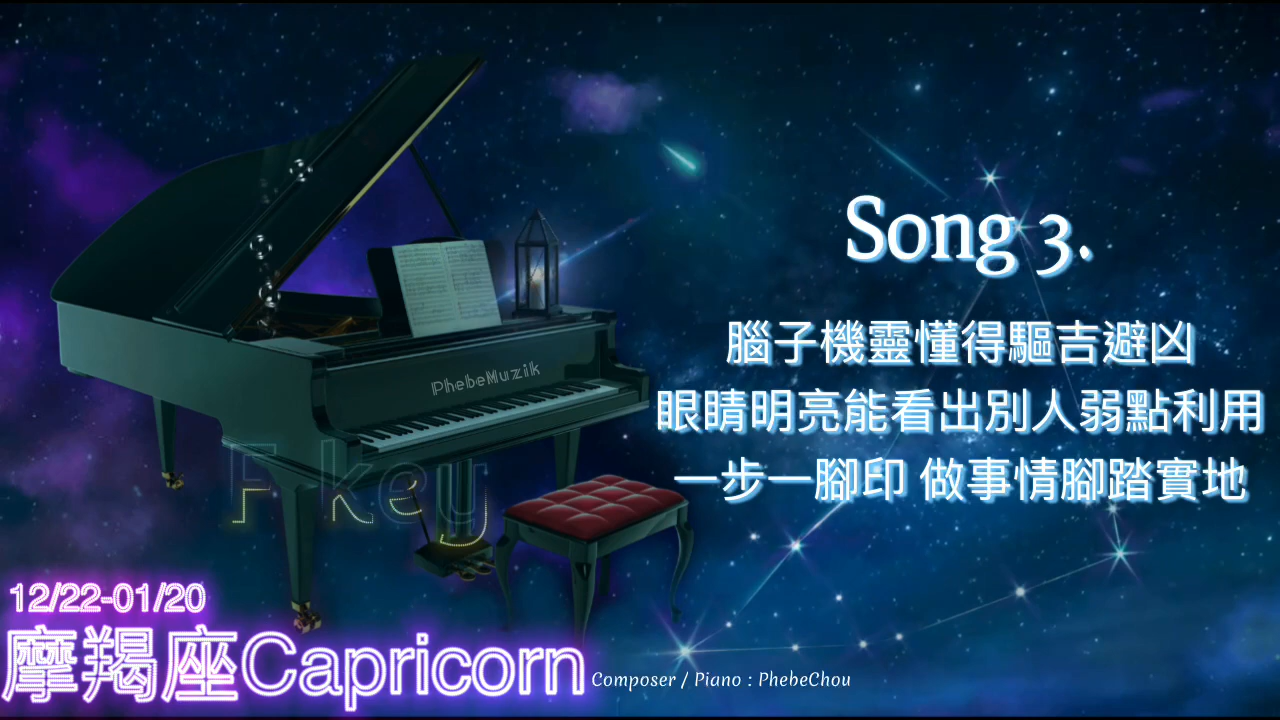 Song 3.
腦子機靈懂得驅吉避凶
眼睛明亮能看出別人弱點利用
一步一腳印 做事情腳踏實地
PhebeMuzik
F key
12/22-01/20
摩羯座Capricorn
Composer / Piano : PhebeChou